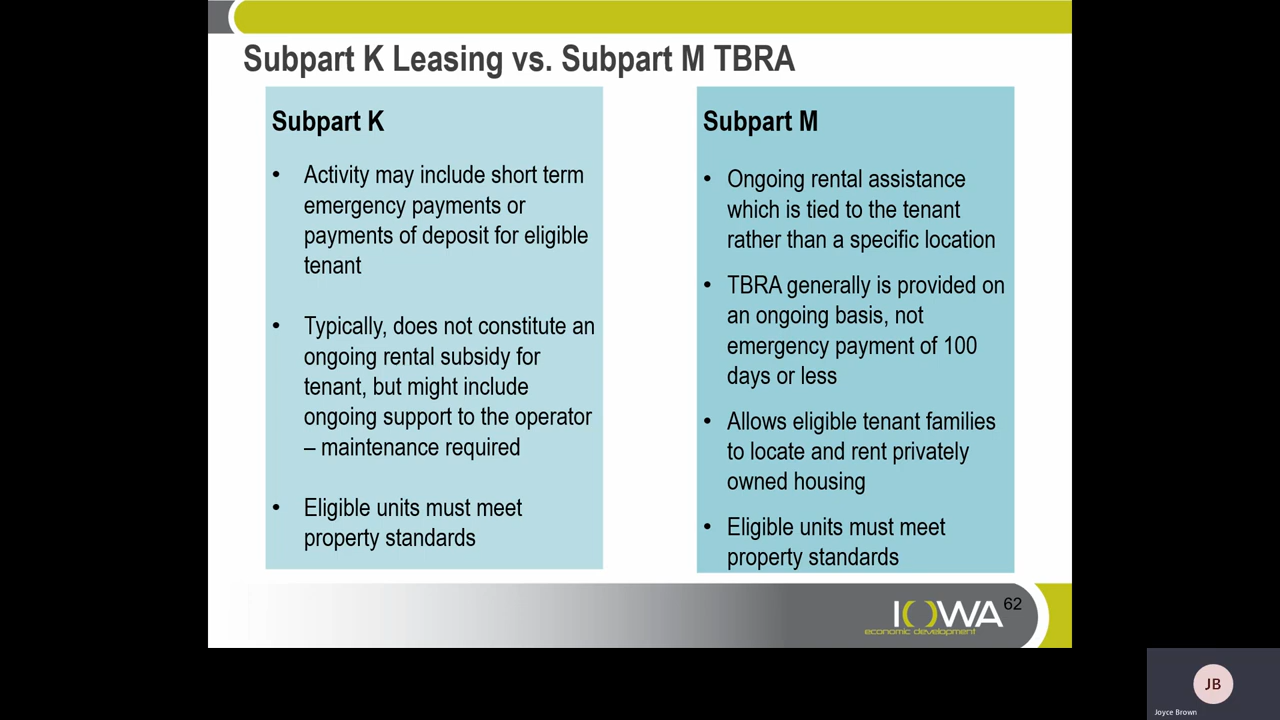 Subpart K Leasing vs. Subpart M TBRA
Subpart K
• Activity may include short term
emergency payments or
payments of deposit for eligible
tenant
• Typically, does not constitute an
ongoing rental subsidy for
tenant, but might include
ongoing support to the operator
– maintenance required
• Eligible units must meet
property standards
Subpart M
• Ongoing rental assistance
which is tied to the tenant
rather than a specific location
• TBRA generally is provided on
an ongoing basis, not
emergency payment of 100
days or less
• Allows eligible tenant families
to locate and rent privately
owned housing
• Eligible units must meet
property standards
IOWA
economic development
62
JB
Joyce Brown